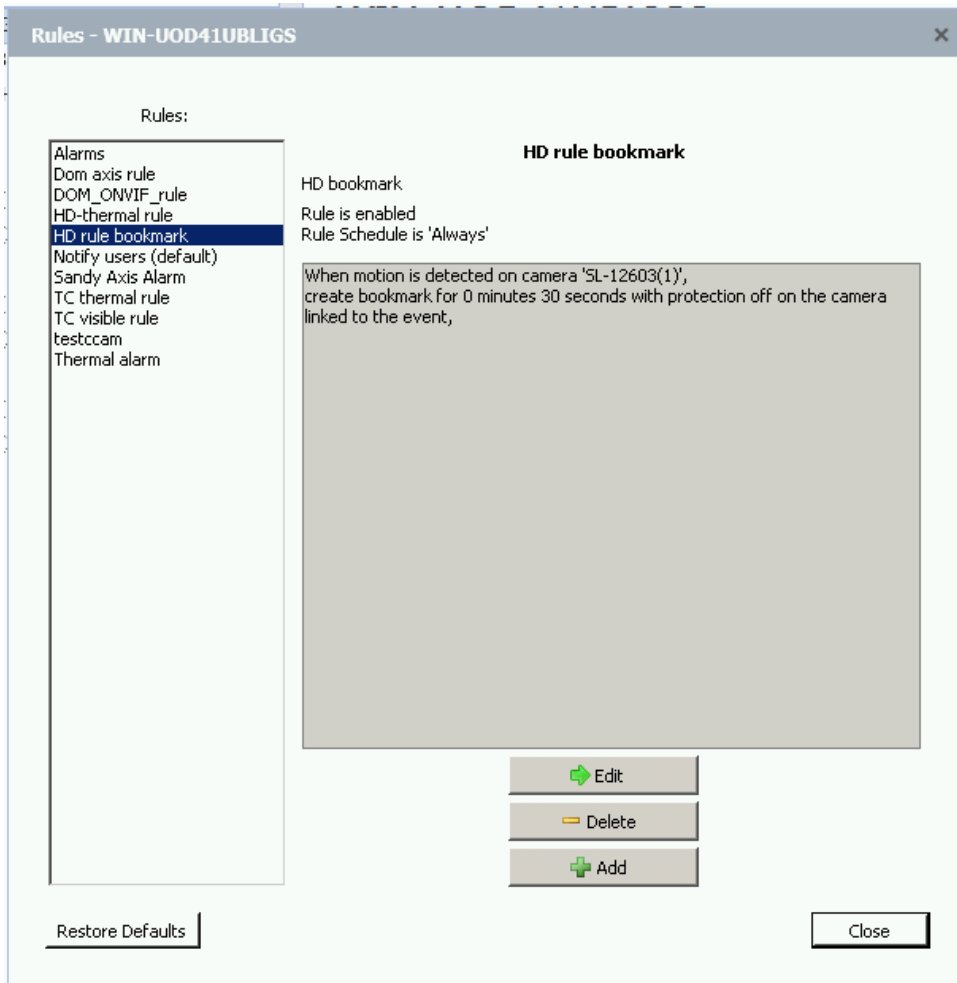 Rules - WIN-UOD41UBLIGS
Rules:
Alarms
Dom axis rule
DOM_ONVIF_rule
HD-thermal rule
HD rule bookmark
Notify users (default)
Sandy Axis Alarm
TC thermal rule
TC visible rule
testccam
Thermal alarm
HD rule bookmark
HD bookmark
Rule is enabled
Rule Schedule is 'Always'
When motion is detected on camera 'SL-12603(1)',
create bookmark for 0 minutes 30 seconds with protection off on the camera
linked to the event,
Edit
Delete
Add
Restore Defaults
Close